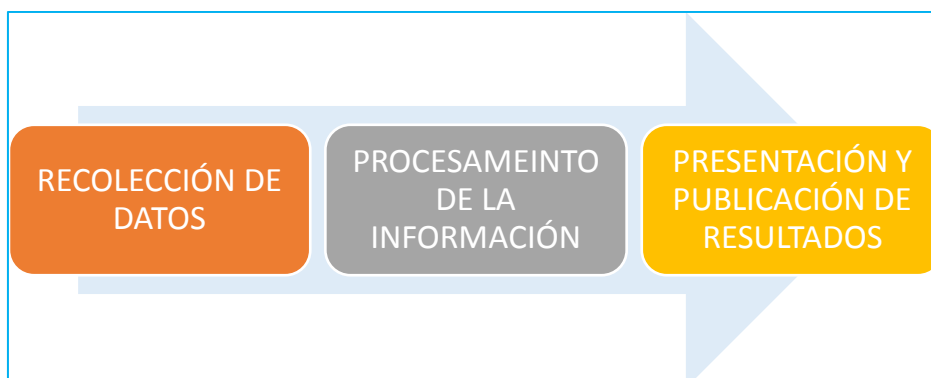 RECOLECCIÓN DE
DATOS
PROCESAMEINTO
DE LA
INFORMACIÓN
PRESENTACIÓN Y
PUBLICACIÓN DE
RESULTADOS